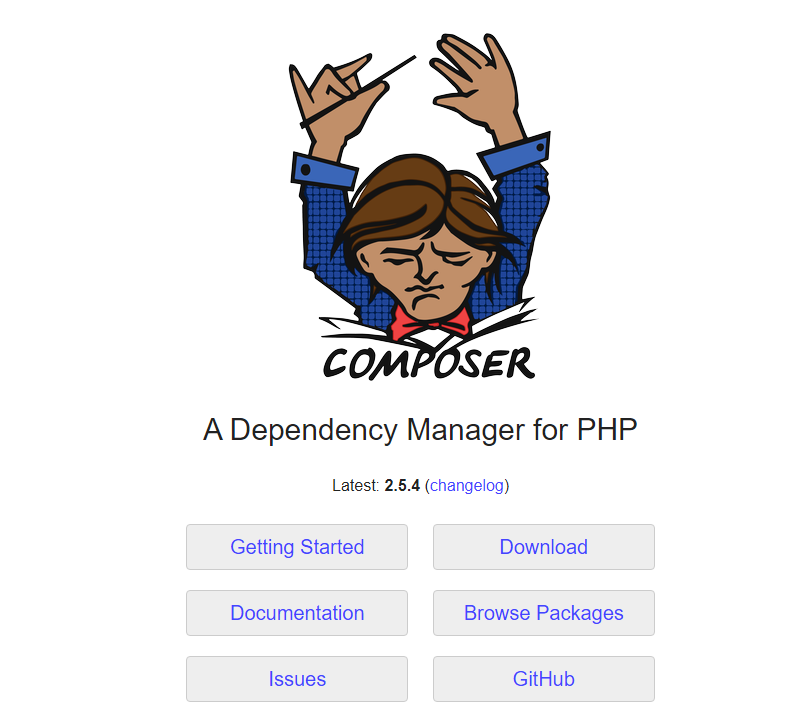 COMPOSER
A Dependency Manager for PHP
Latest: 2.5.4 (changelog)
Getting Started
Download
Documentation
Browse Packages
Issues
GitHub